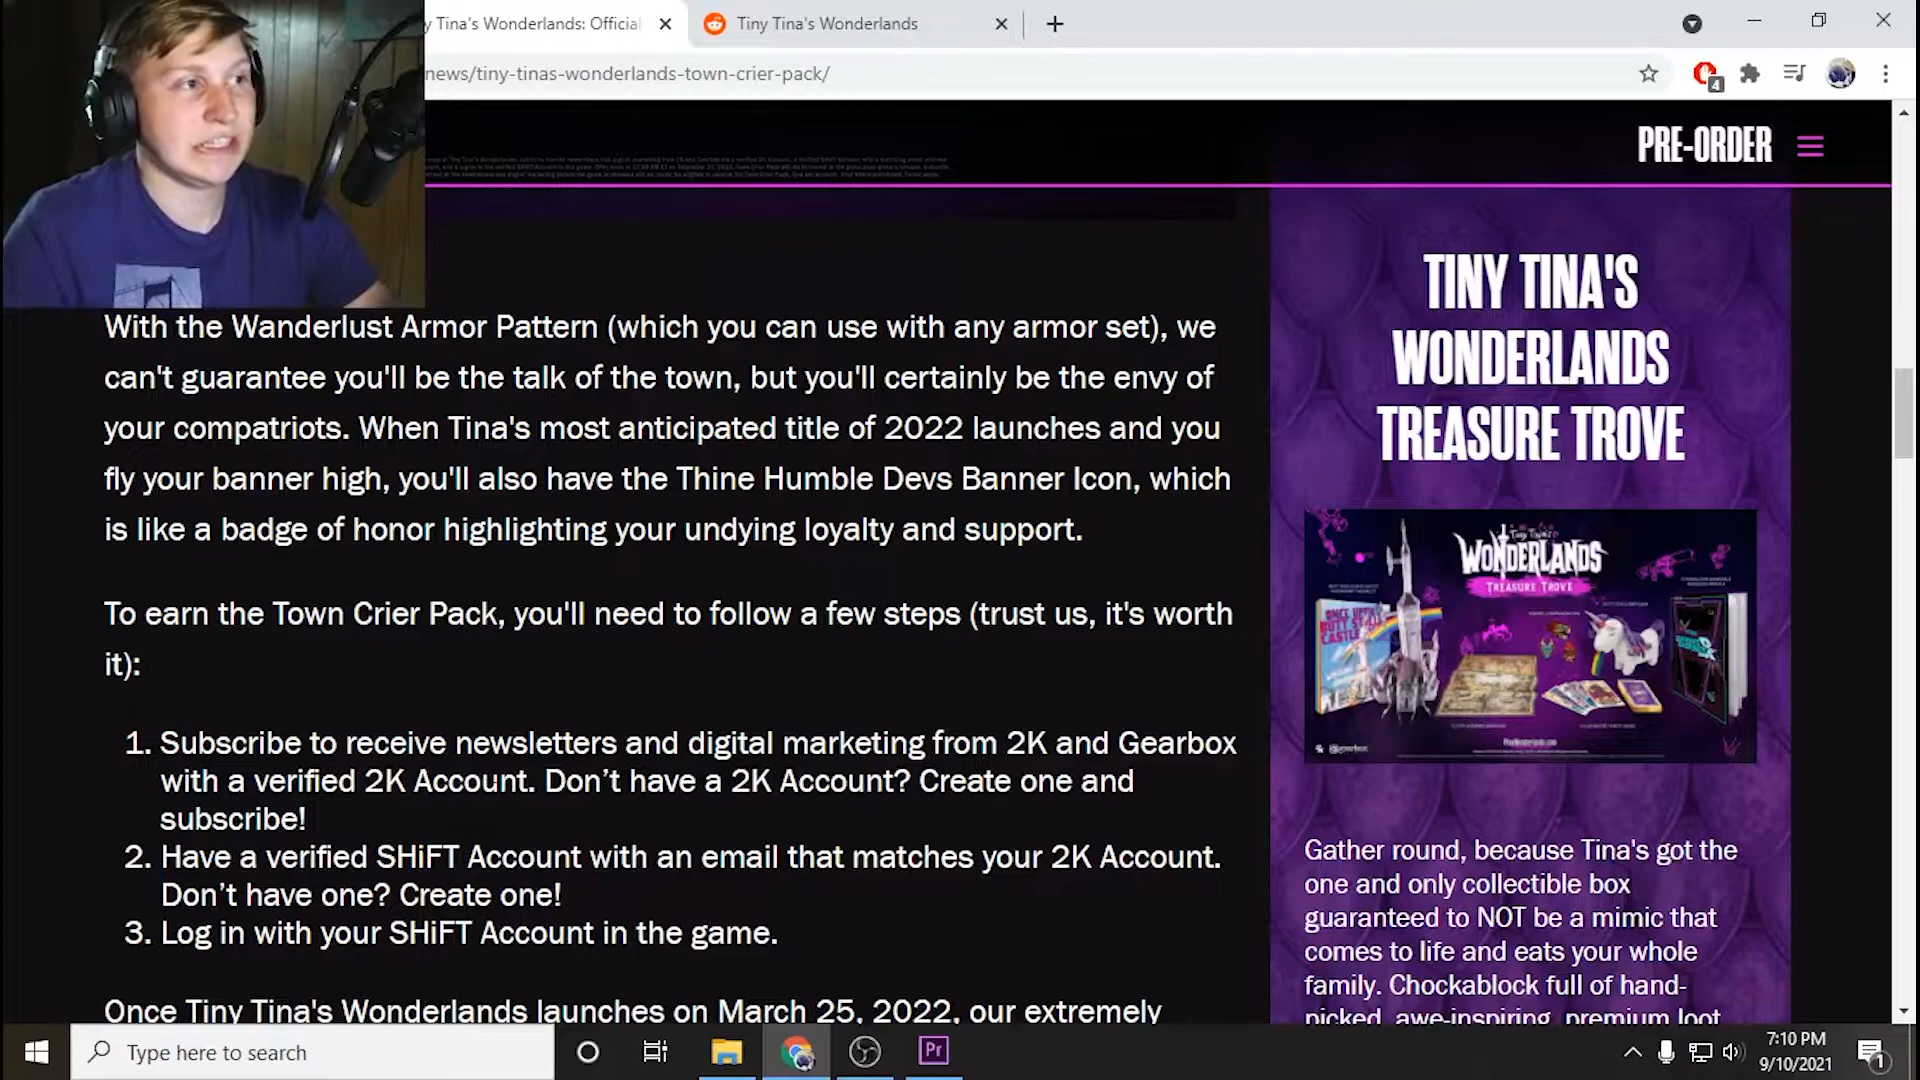 y Tina's Wonderlands: Official
Tiny Tina's Wonderlands
news/tiny-tinas-wonderlands-town-crier-pack/
4
PRE-ORDER
With the Wanderlust Armor Pattern (which you can use with any armor set), we
can't guarantee you'll be the talk of the town, but you'll certainly be the envy of
your compatriots. When Tina's most anticipated title of 2022 launches and you
fly your banner high, you'll also have the Thine Humble Devs Banner Icon, which
is like a badge of honor highlighting your undying loyalty and support.
To earn the Town Crier Pack, you'll need to follow a few steps (trust us, it's worth
it):
1. Subscribe to receive newsletters and digital marketing from 2K and Gearbox
with a verified 2K Account. Don’t have a 2K Account? Create one and
subscribe!
2. Have a verified SHiFT Account with an email that matches your 2K Account.
Don’t have one? Create one!
3. Log in with your SHiFT Account in the game.
Once Tiny Tina's Wonderlands launches on March 25, 2022, our extremely
TINY TINA'S
WONDERLANDS
TREASURE TROVE
Tiny Tina's
WONDERLANDS
TREASURE TROVE
Gather round, because Tina's got the
one and only collectible box
guaranteed to NOT be a mimic that
comes to life and eats your whole
family. Chockablock full of hand-
picked, awe-inspiring, premium loot
Type here to search
Pr
7:10 PM
9/10/2021
1